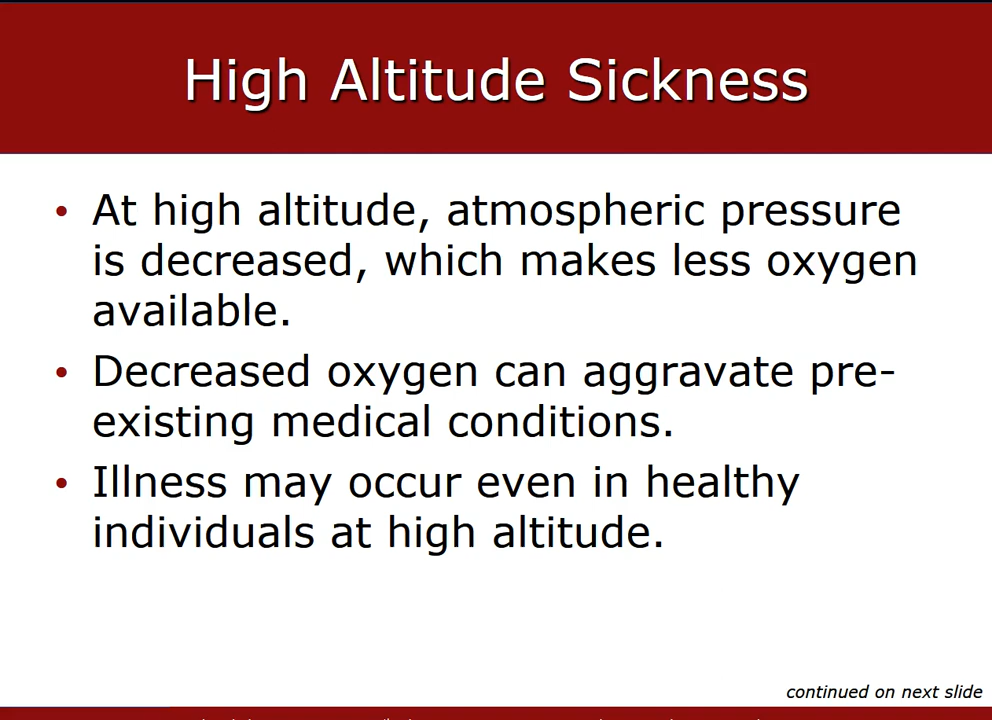 High Altitude Sickness
• At high altitude, atmospheric pressure
is decreased, which makes less oxygen
available.
• Decreased oxygen can aggravate pre-
existing medical conditions.
• Illness may occur even in healthy
individuals at high altitude.
continued on next slide